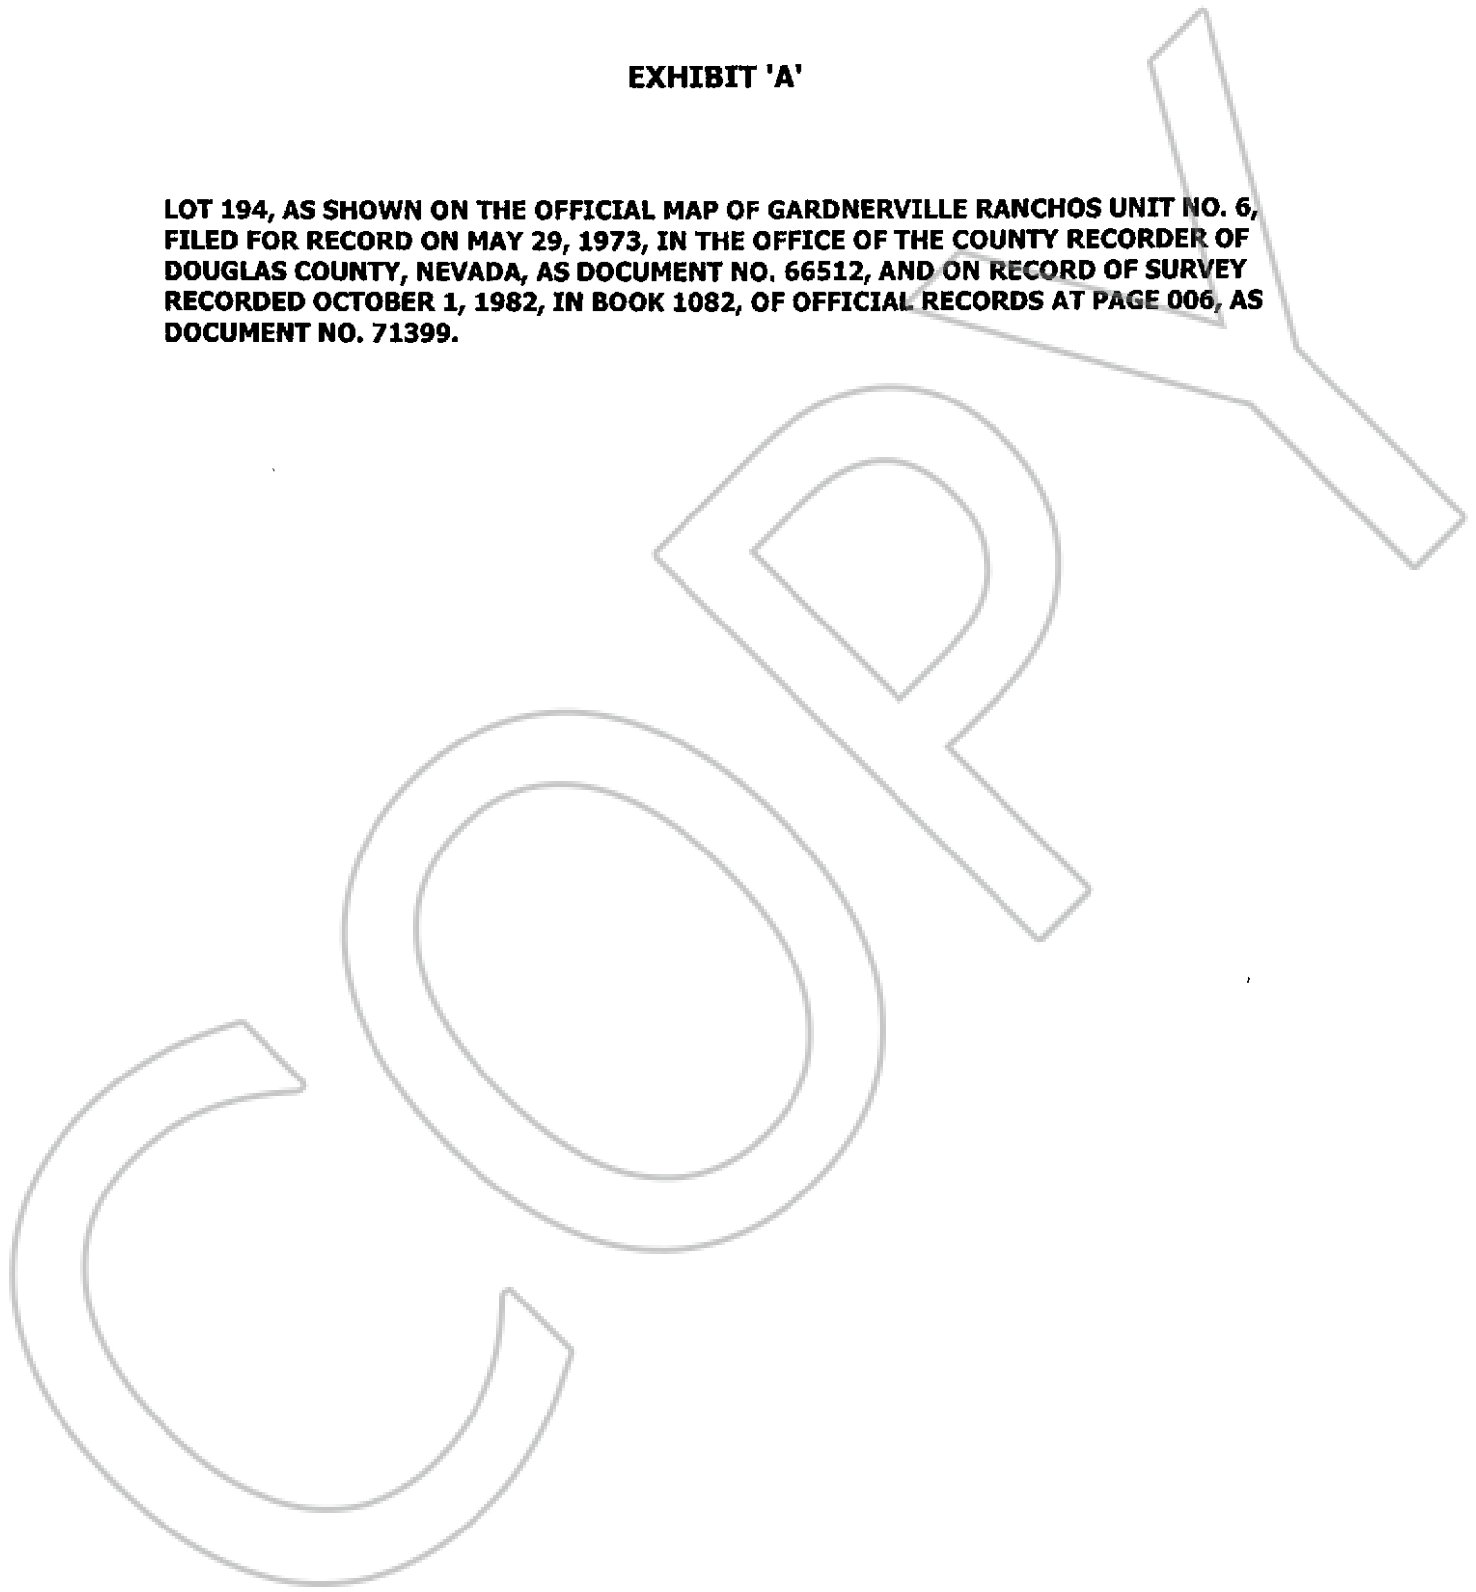 EXHIBIT 'A'
LOT 194, AS SHOWN ON THE OFFICIAL MAP OF GARDNERVILLE RANCHOS UNIT NO. 6,
FILED FOR RECORD ON MAY 29, 1973, IN THE OFFICE OF THE COUNTY RECORDER OF
DOUGLAS COUNTY, NEVADA, AS DOCUMENT NO. 66512, AND ON RECORD OF SURVEY
RECORDED OCTOBER 1, 1982, IN BOOK 1082, OF OFFICIAL RECORDS AT PAGE 006, AS
DOCUMENT NO. 71399.
COPY